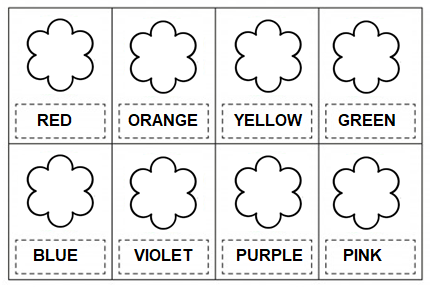 RED ORANGE YELLOW GREEN
BLUE VIOLET PURPLE PINK